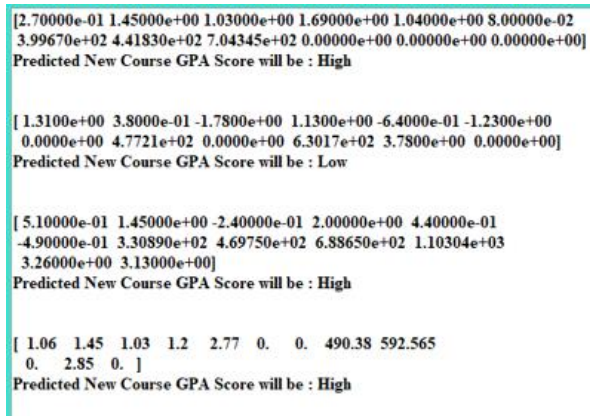 [2.70000e-01 1.45000e+00 1.03000e+00 1.69000e+00 1.04000e+00 8.00000e-02
3.99670e+02 4.41830e+02 7.04345e+02 0.00000e+00 0.00000e+00 0.00000e+00]
Predicted New Course GPA Score will be : High
[ 1.3100e+00 3.8000e-01 -1.7800e+00 1.1300e+00 -6.4000e-01 -1.2300e+00
0.0000e+00 4.7721e+02 0.0000e+00 6.3017e+02 3.7800e+00 0.0000e+00]
Predicted New Course GPA Score will be : Low
[ 5.10000e-01 1.45000e+00 -2.40000e-01 2.00000e+00 4.40000e-01
-4.90000e-01 3.30890e+02 4.69750e+02 6.88650e+02 1.10304e+03
3.26000e+00 3.13000e+00]
Predicted New Course GPA Score will be : High
[ 1.06 1.45 1.03 1.2 2.77 0. 0. 490.38 592.565
0. 2.85 0. ]
Predicted New Course GPA Score will be : High